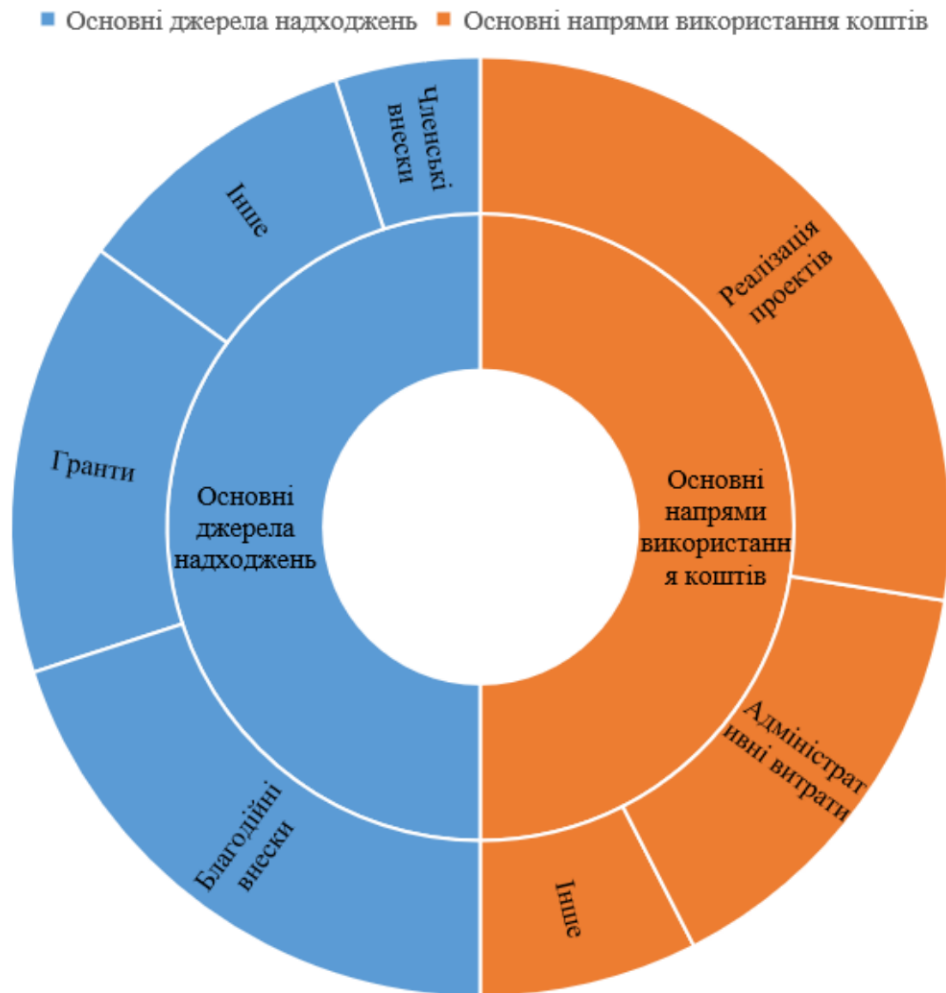 Основні джерела надходжень
Основні напрями використання коштів
Членські
внески
Інше
Гранти
Благодійні
внески
Основні
джерела
надходжень
Реалізація
проектів
Основні
напрями
використанн
я коштів
Адміністрат
ивні витрати
Інше